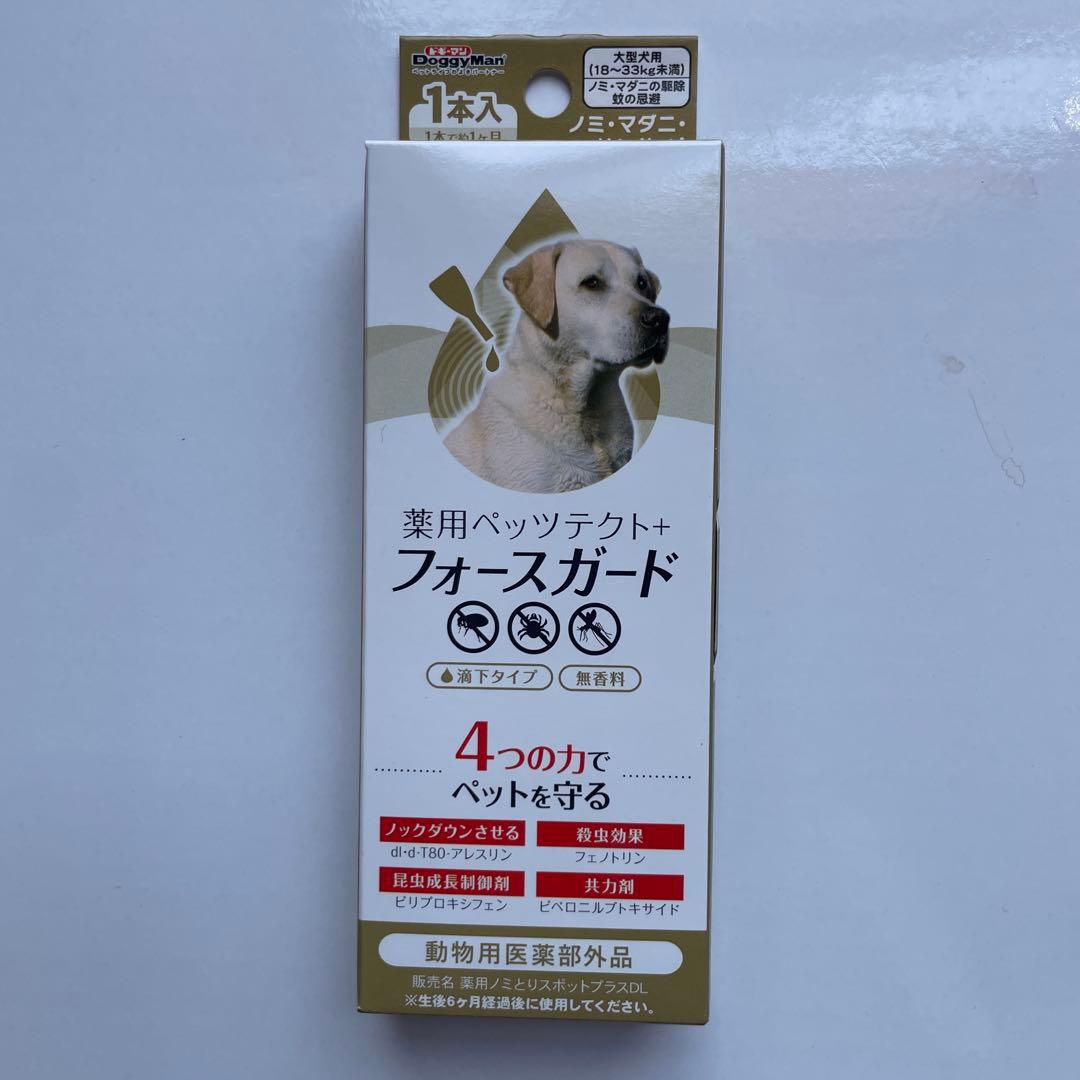 ドギーマン
DoggyMan
ペットライフのよきパートナー
1本入
1本で約1ヶ月
大型犬用
(18〜33kg未満)
ノミ・マダニの駆除
蚊の忌避
ノミ・マダニ・
薬用ペッツテクト+
フォースガード
滴下タイプ
無香料
4つの力で
ペットを守る
ノックダウンさせる
dl・d-T80-アレスリン
殺虫効果
フェノトリン
昆虫成長制御剤
ピリプロキシフェン
共力剤
ピペロニルブトキサイド
動物用医薬部外品
販売名 薬用ノミとりスポットプラスDL
※生後6ヶ月経過後に使用してください。